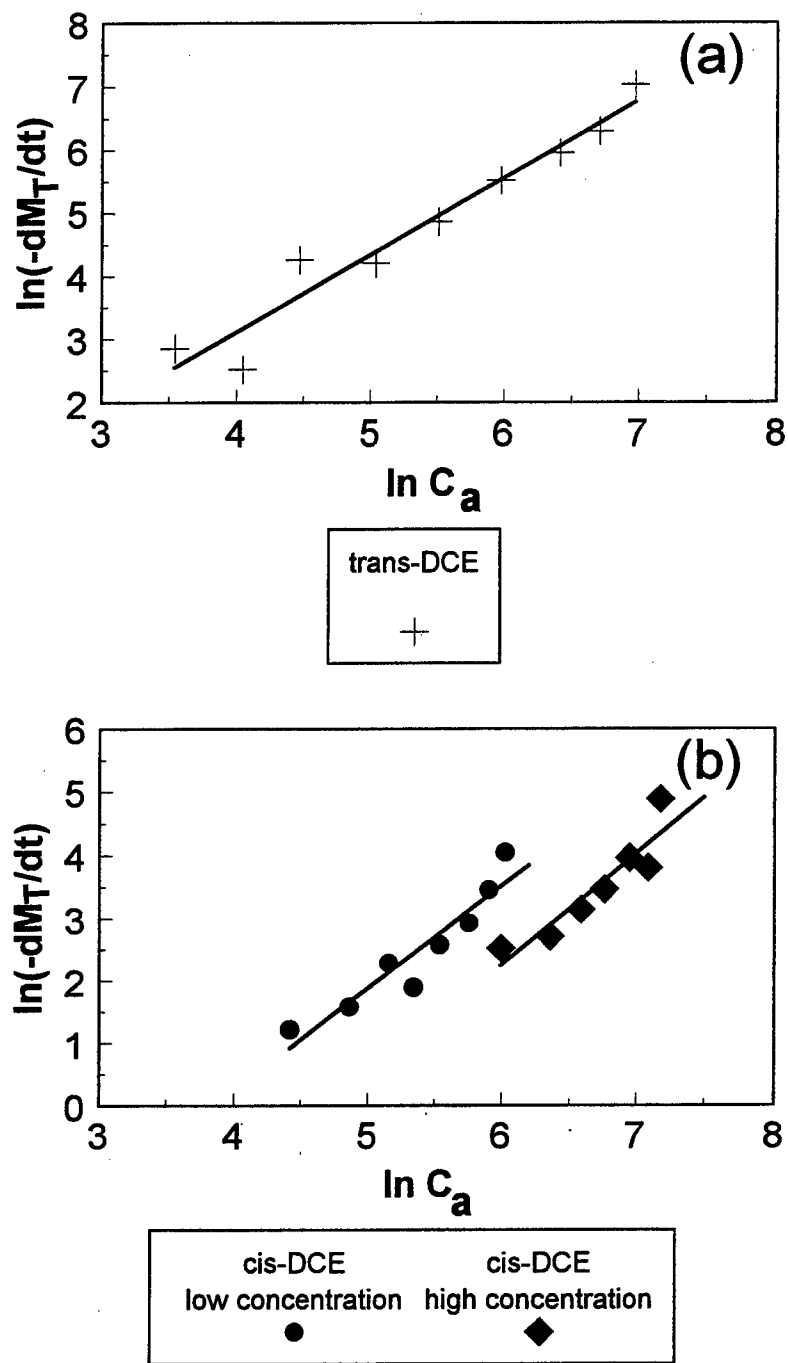 (a)
8
7
6
5
4
3
2
ln(-dM_T/dt)
3 4 5 6 7 8
ln C_a
trans-DCE
(b)
6
5
4
3
2
1
0
ln(-dM_T/dt)
3 4 5 6 7 8
ln C_a
cis-DCE cis-DCE
low concentration high concentration